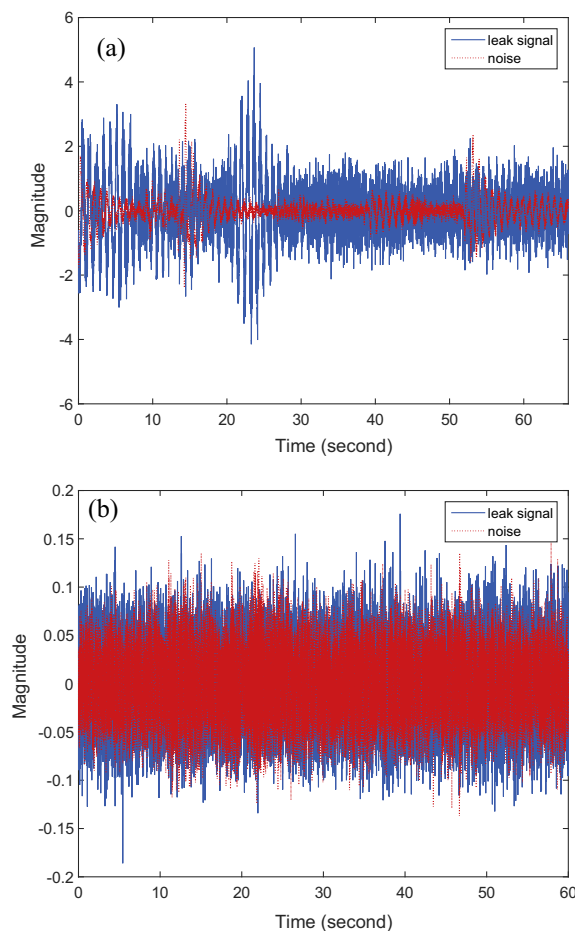 (a)
leak signal
noise
6
4
2
0
-2
-4
-6
Magnitude
0 10 20 30 40 50 60
Time (second)
(b)
leak signal
noise
0.2
0.15
0.1
0.05
0
-0.05
-0.1
-0.15
-0.2
Magnitude
0 10 20 30 40 50 60
Time (second)